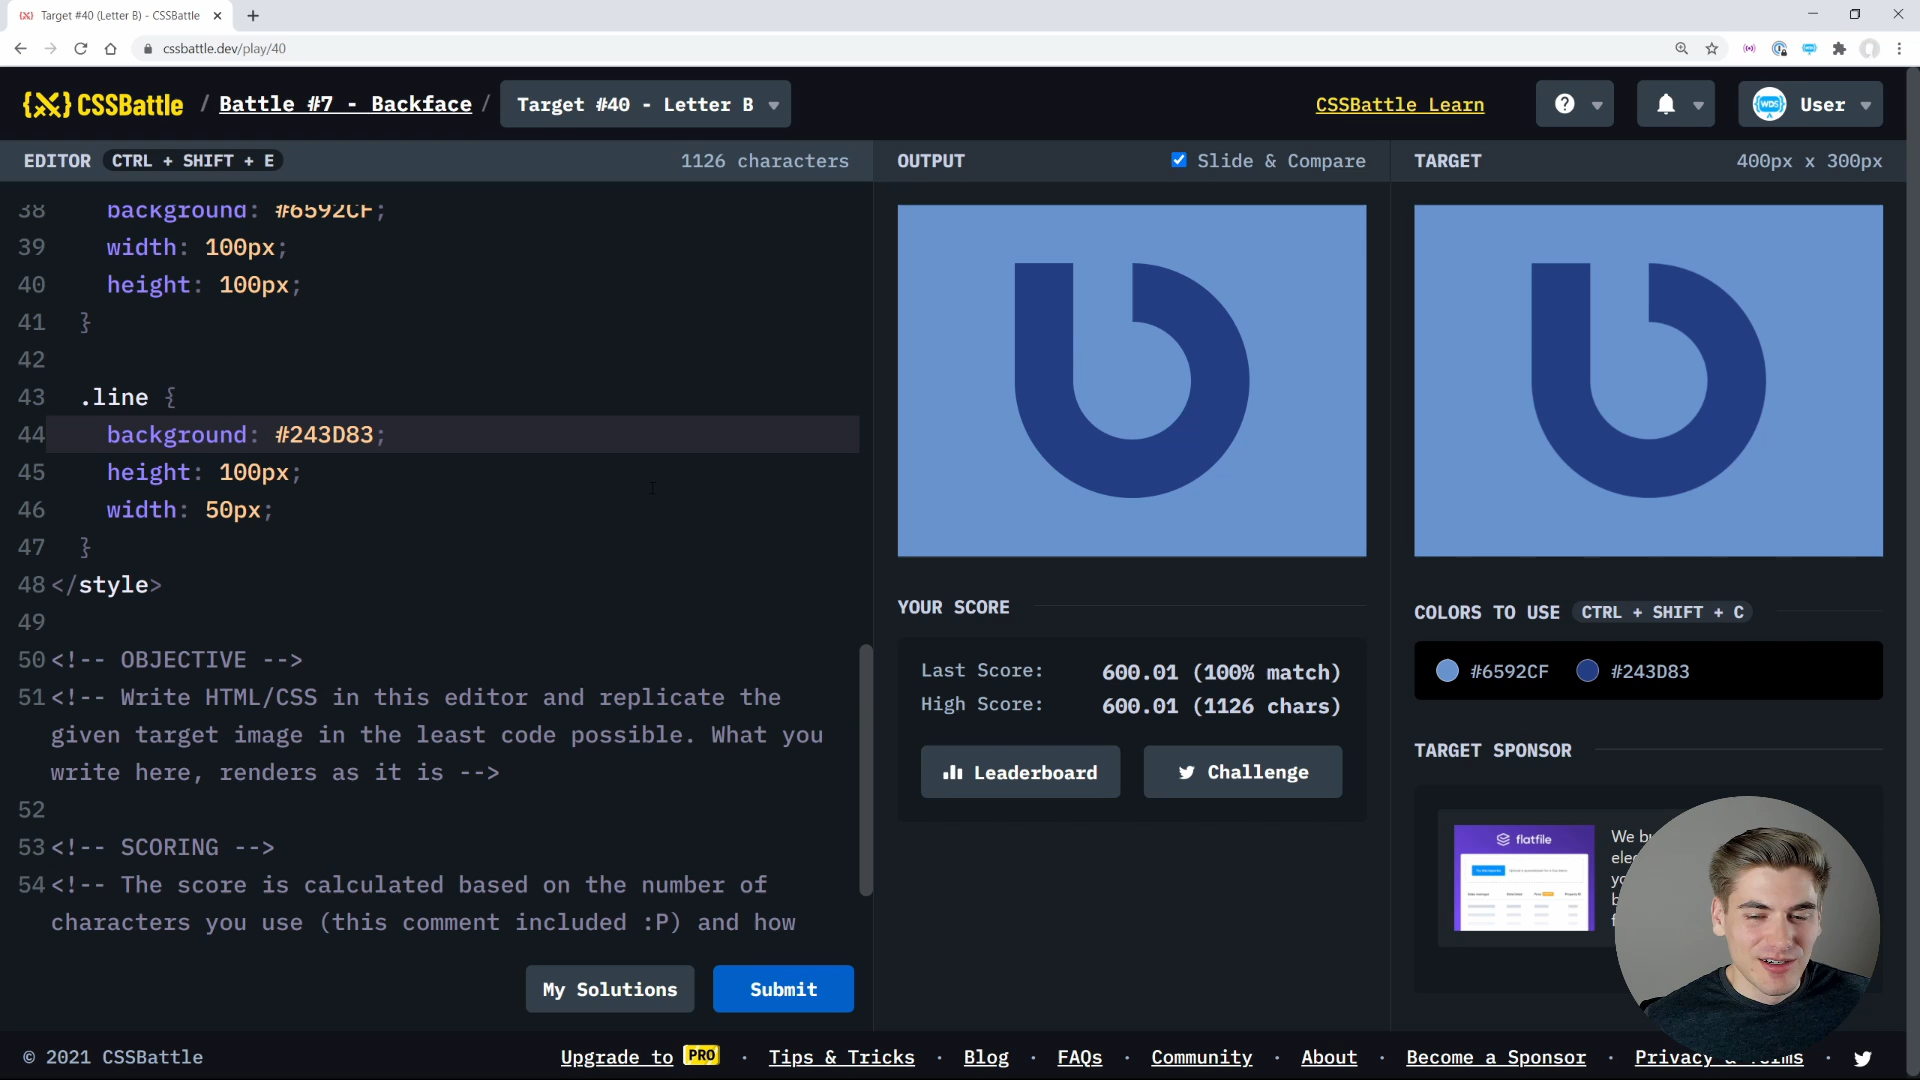 Target #40 (Letter B) - CSSBattle
cssbattle.dev/play/40
{X} CSSBattle / Battle #7 - Backface / Target #40 - Letter B
CSSBattle Learn
?
WDS User
EDITOR CTRL + SHIFT + E 1126 characters
38 background: #6592CF;
39 width: 100px;
40 height: 100px;
41 }
42
43 .line {
44 background: #243D83;
45 height: 100px;
46 width: 50px;
47 }
48 </style>
49
50 <!-- OBJECTIVE -->
51 <!-- Write HTML/CSS in this editor and replicate the
given target image in the least code possible. What you
write here, renders as it is -->
52
53 <!-- SCORING -->
54 <!-- The score is calculated based on the number of
characters you use (this comment included :P) and how
My Solutions Submit
OUTPUT Slide & Compare
YOUR SCORE
Last Score: 600.01 (100% match)
High Score: 600.01 (1126 chars)
Leaderboard Challenge
TARGET 400px x 300px
COLORS TO USE CTRL + SHIFT + C
#6592CF #243D83
TARGET SPONSOR
flatfile
We
© 2021 CSSBattle
Upgrade to PRO · Tips & Tricks · Blog · FAQs · Community · About · Become a Sponsor · Privacy